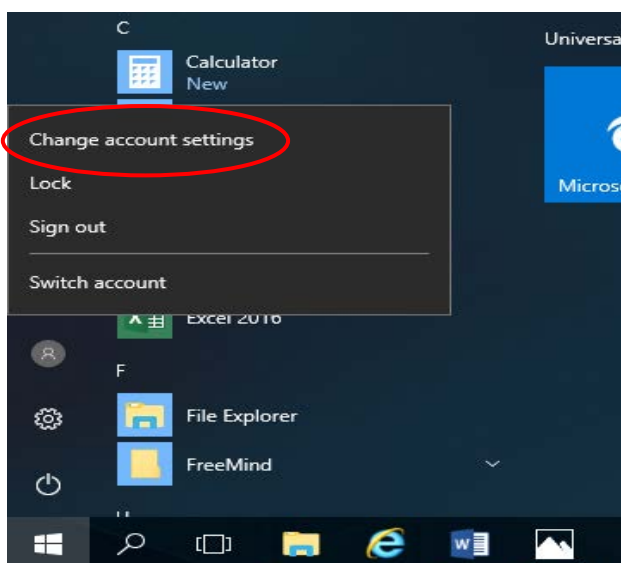 C
Universa
Calculator
New
Change account settings
Lock
Micros
Sign out
Switch account
Excel 2016
F
File Explorer
FreeMind